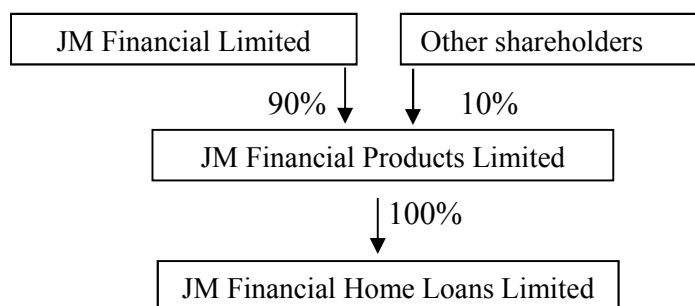 JM Financial Limited
Other shareholders
90%
10%
JM Financial Products Limited
100%
JM Financial Home Loans Limited